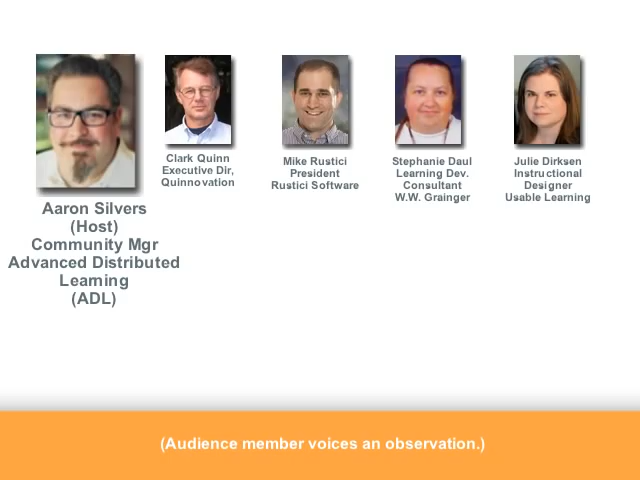 Aaron Silvers
(Host)
Community Mgr
Advanced Distributed
Learning
(ADL)
Clark Quinn
Executive Dir,
Quinnovation
Mike Rustici
President
Rustici Software
Stephanie Daul
Learning Dev.
Consultant
W.W. Grainger
Julie Dirksen
Instructional
Designer
Usable Learning
(Audience member voices an observation.)